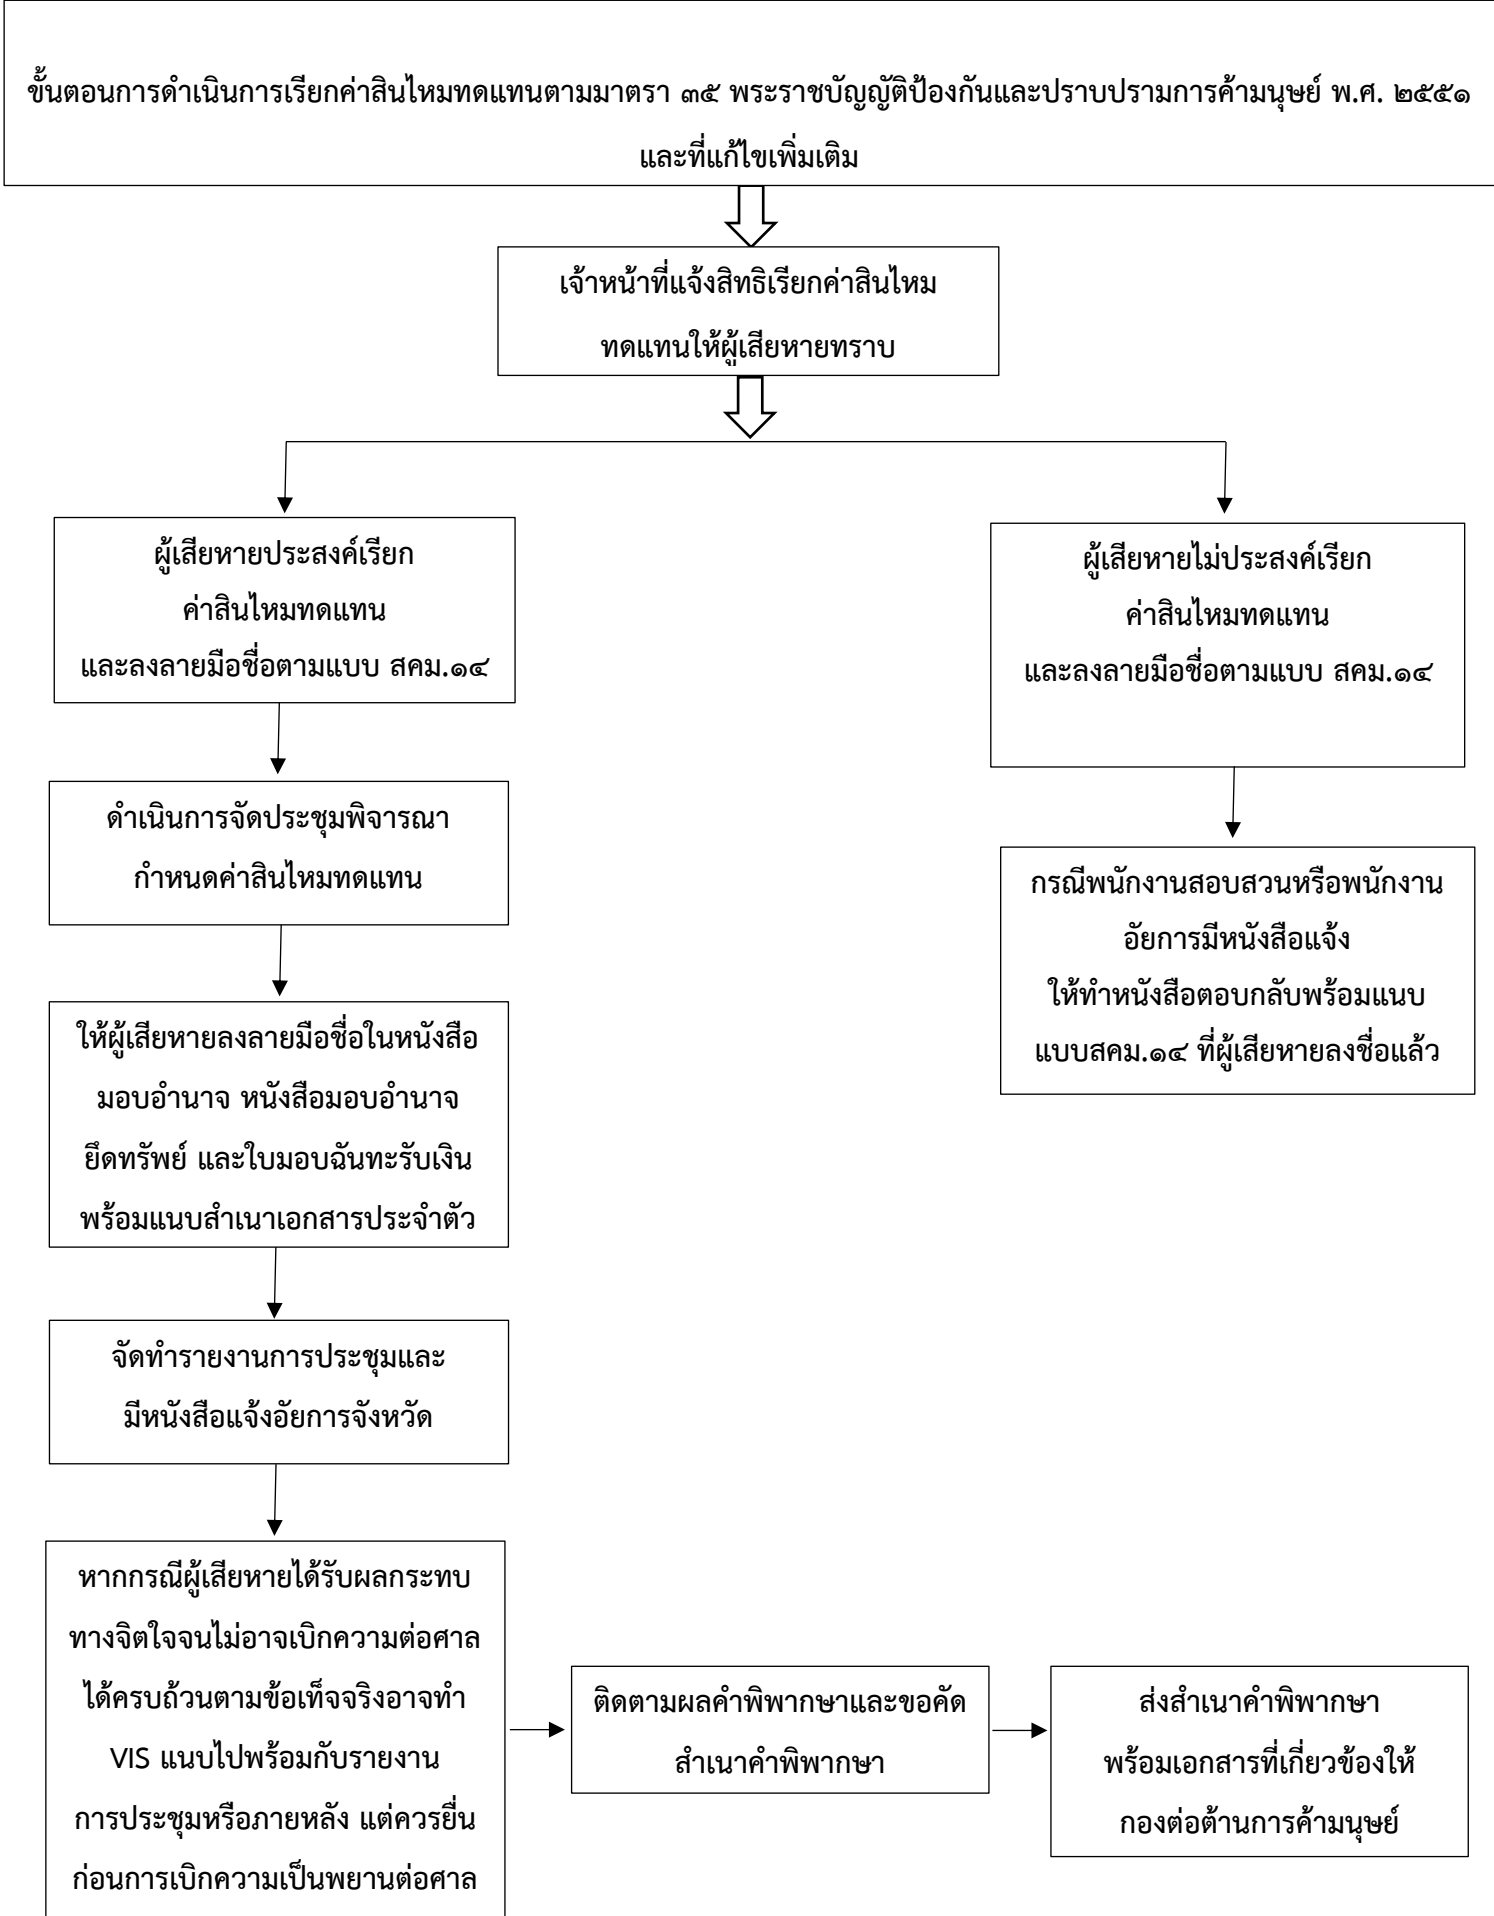 ขั้นตอนการดำเนินการเรียกค่าสินไหมทดแทนตามมาตรา ๓๕ พระราชบัญญัติป้องกันและปราบปรามการค้ามนุษย์ พ.ศ. ๒๕๕๑
และที่แก้ไขเพิ่มเติม
เจ้าหน้าที่แจ้งสิทธิเรียกค่าสินไหม
ทดแทนให้ผู้เสียหายทราบ
ผู้เสียหายประสงค์เรียก
ค่าสินไหมทดแทน
และลงลายมือชื่อตามแบบ สคม.๑๔
ผู้เสียหายไม่ประสงค์เรียก
ค่าสินไหมทดแทน
และลงลายมือชื่อตามแบบ สคม.๑๔
ดำเนินการจัดประชุมพิจารณา
กำหนดค่าสินไหมทดแทน
กรณีพนักงานสอบสวนหรือพนักงาน
อัยการมีหนังสือแจ้ง
ให้ทำหนังสือตอบกลับพร้อมแนบ
แบบสคม.๑๔ ที่ผู้เสียหายลงชื่อแล้ว
ให้ผู้เสียหายลงลายมือชื่อในหนังสือ
มอบอำนาจ หนังสือมอบอำนาจ
ยึดทรัพย์ และใบมอบฉันทะรับเงิน
พร้อมแนบสำเนาเอกสารประจำตัว
จัดทำรายงานการประชุมและ
มีหนังสือแจ้งอัยการจังหวัด
หากกรณีผู้เสียหายได้รับผลกระทบ
ทางจิตใจจนไม่อาจเบิกความต่อศาล
ได้ครบถ้วนตามข้อเท็จจริงอาจทำ
VIS แนบไปพร้อมกับรายงาน
การประชุมหรือภายหลัง แต่ควรยื่น
ก่อนการเบิกความเป็นพยานต่อศาล
ติดตามผลคำพิพากษาและขอคัด
สำเนาคำพิพากษา
ส่งสำเนาคำพิพากษา
พร้อมเอกสารที่เกี่ยวข้องให้
กองต่อต้านการค้ามนุษย์